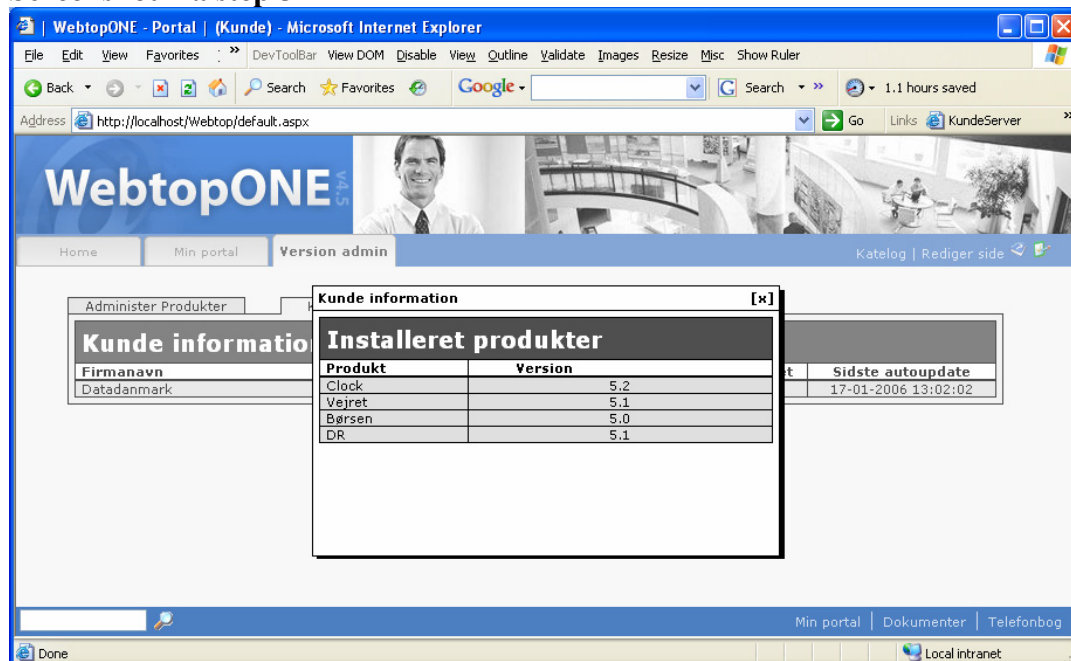 | WebtopONE - Portal | (Kunde) - Microsoft Internet Explorer
File Edit View Favorites » DevToolBar View DOM Disable View Outline Validate Images Resize Misc Show Ruler
Back Search Favorites Google Search » 1.1 hours saved
Address http://localhost/Webtop/default.aspx Go Links KundeServer »
WebtopONE v4.5
Home Min portal Version admin Katelog | Rediger side
Administer Produkter
Kunde information [x]
Kunde informatio
Installeret produkter
Firmanavn Sidste autoupdate
Datadanmark 17-01-2006 13:02:02
Produkt Version
Clock 5.2
Vejret 5.1
Børsen 5.0
DR 5.1
Min portal | Dokumenter | Telefonbog
Done Local intranet